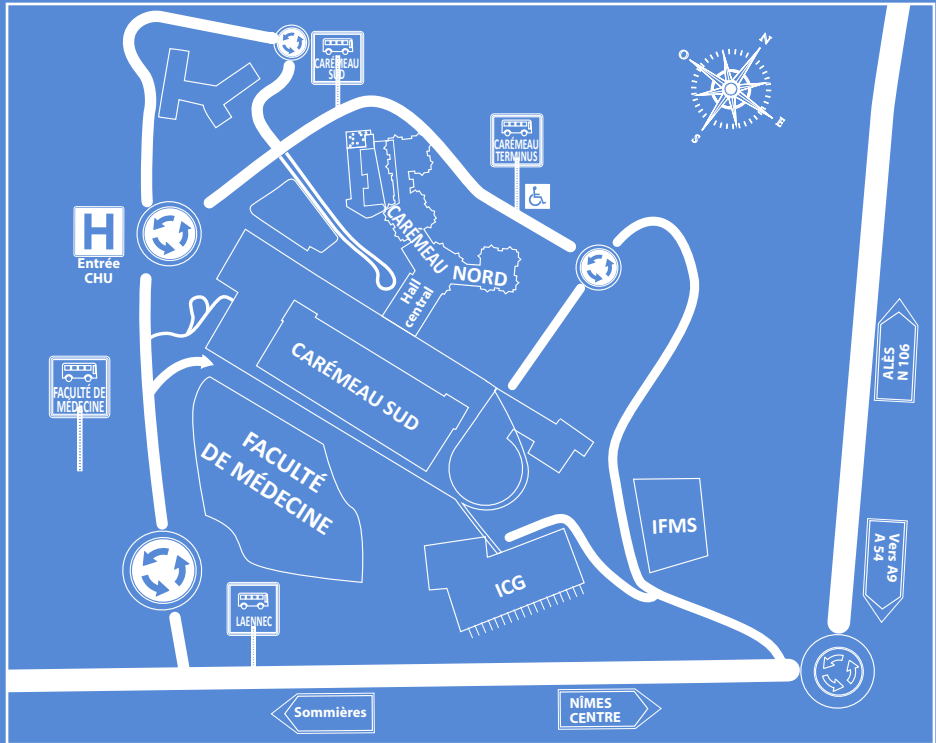 CARÉMEAU
SUD
N
O
E
S
CARÉMEAU
TERMINUS
H
Entrée
CHU
CARÉMEAU
NORD
Hall
central
ALÈS
N 106
FACULTÉ DE
MÉDECINE
CARÉMEAU SUD
FACULTÉ
DE MÉDECINE
IFMS
Vers A9
A 54
ICG
LAENNEC
Sommières
NÎMES
CENTRE